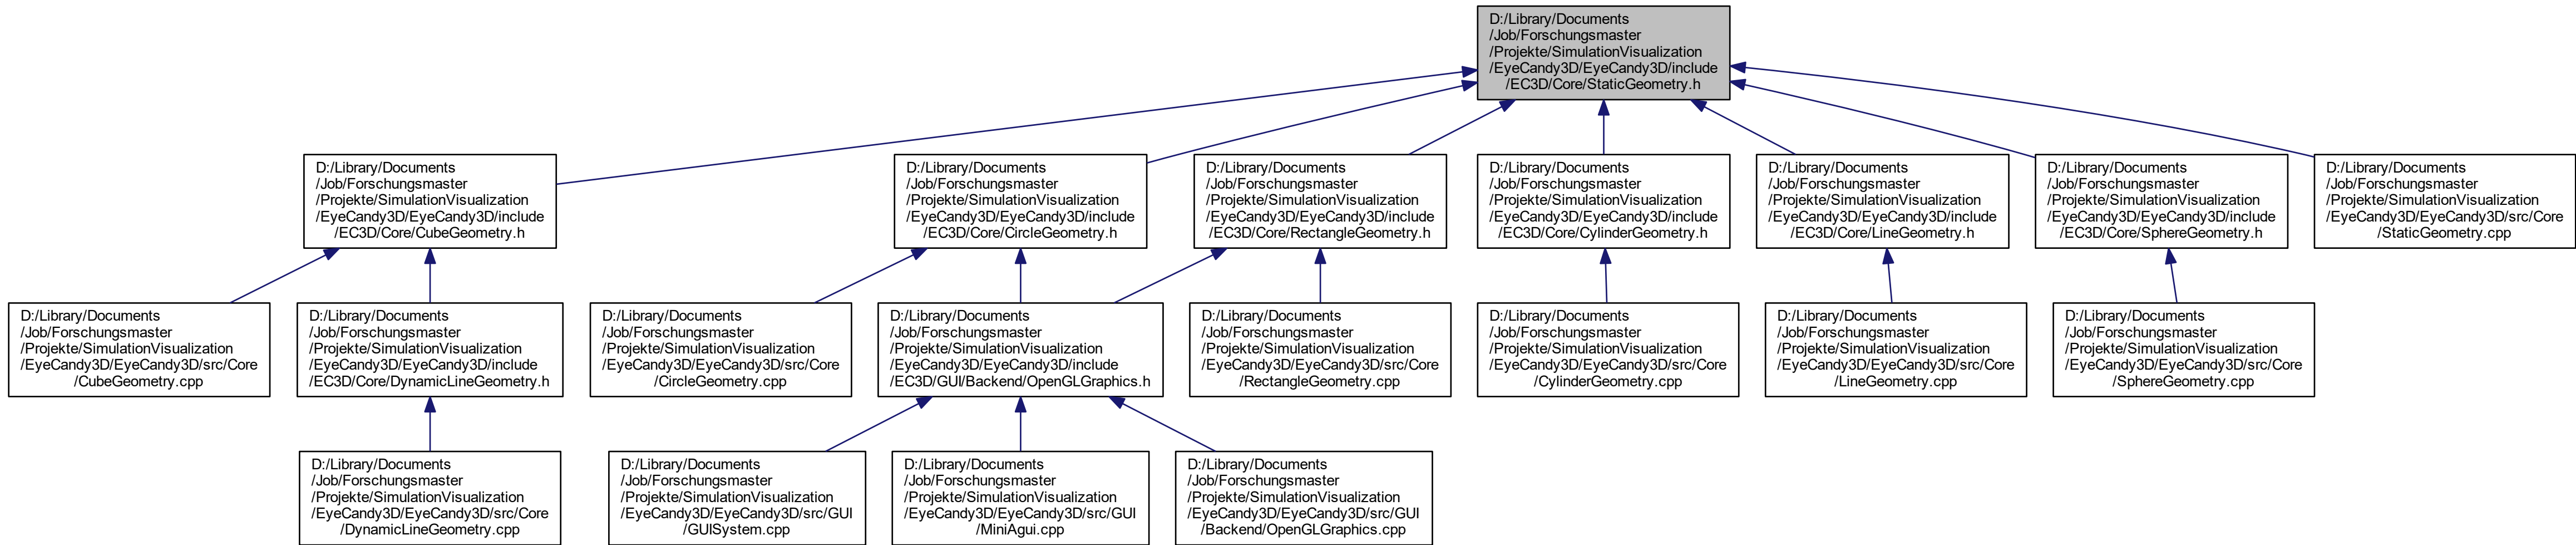 D:/Library/Documents
/Job/Forschungsmaster
/Projekte/SimulationVisualization
/EyeCandy3D/EyeCandy3D/include
/EC3D/Core/StaticGeometry.h
D:/Library/Documents
/Job/Forschungsmaster
/Projekte/SimulationVisualization
/EyeCandy3D/EyeCandy3D/include
/EC3D/Core/CubeGeometry.h
D:/Library/Documents
/Job/Forschungsmaster
/Projekte/SimulationVisualization
/EyeCandy3D/EyeCandy3D/include
/EC3D/Core/CircleGeometry.h
D:/Library/Documents
/Job/Forschungsmaster
/Projekte/SimulationVisualization
/EyeCandy3D/EyeCandy3D/include
/EC3D/Core/RectangleGeometry.h
D:/Library/Documents
/Job/Forschungsmaster
/Projekte/SimulationVisualization
/EyeCandy3D/EyeCandy3D/include
/EC3D/Core/CylinderGeometry.h
D:/Library/Documents
/Job/Forschungsmaster
/Projekte/SimulationVisualization
/EyeCandy3D/EyeCandy3D/include
/EC3D/Core/LineGeometry.h
D:/Library/Documents
/Job/Forschungsmaster
/Projekte/SimulationVisualization
/EyeCandy3D/EyeCandy3D/include
/EC3D/Core/SphereGeometry.h
D:/Library/Documents
/Job/Forschungsmaster
/Projekte/SimulationVisualization
/EyeCandy3D/EyeCandy3D/src/Core
/StaticGeometry.cpp
D:/Library/Documents
/Job/Forschungsmaster
/Projekte/SimulationVisualization
/EyeCandy3D/EyeCandy3D/src/Core
/CubeGeometry.cpp
D:/Library/Documents
/Job/Forschungsmaster
/Projekte/SimulationVisualization
/EyeCandy3D/EyeCandy3D/include
/EC3D/Core/DynamicLineGeometry.h
D:/Library/Documents
/Job/Forschungsmaster
/Projekte/SimulationVisualization
/EyeCandy3D/EyeCandy3D/src/Core
/CircleGeometry.cpp
D:/Library/Documents
/Job/Forschungsmaster
/Projekte/SimulationVisualization
/EyeCandy3D/EyeCandy3D/include
/EC3D/GUI/Backend/OpenGLGraphics.h
D:/Library/Documents
/Job/Forschungsmaster
/Projekte/SimulationVisualization
/EyeCandy3D/EyeCandy3D/src/Core
/RectangleGeometry.cpp
D:/Library/Documents
/Job/Forschungsmaster
/Projekte/SimulationVisualization
/EyeCandy3D/EyeCandy3D/src/Core
/CylinderGeometry.cpp
D:/Library/Documents
/Job/Forschungsmaster
/Projekte/SimulationVisualization
/EyeCandy3D/EyeCandy3D/src/Core
/LineGeometry.cpp
D:/Library/Documents
/Job/Forschungsmaster
/Projekte/SimulationVisualization
/EyeCandy3D/EyeCandy3D/src/Core
/SphereGeometry.cpp
D:/Library/Documents
/Job/Forschungsmaster
/Projekte/SimulationVisualization
/EyeCandy3D/EyeCandy3D/src/Core
/DynamicLineGeometry.cpp
D:/Library/Documents
/Job/Forschungsmaster
/Projekte/SimulationVisualization
/EyeCandy3D/EyeCandy3D/src/GUI
/GUISystem.cpp
D:/Library/Documents
/Job/Forschungsmaster
/Projekte/SimulationVisualization
/EyeCandy3D/EyeCandy3D/src/GUI
/MiniAgui.cpp
D:/Library/Documents
/Job/Forschungsmaster
/Projekte/SimulationVisualization
/EyeCandy3D/EyeCandy3D/src/GUI
/Backend/OpenGLGraphics.cpp